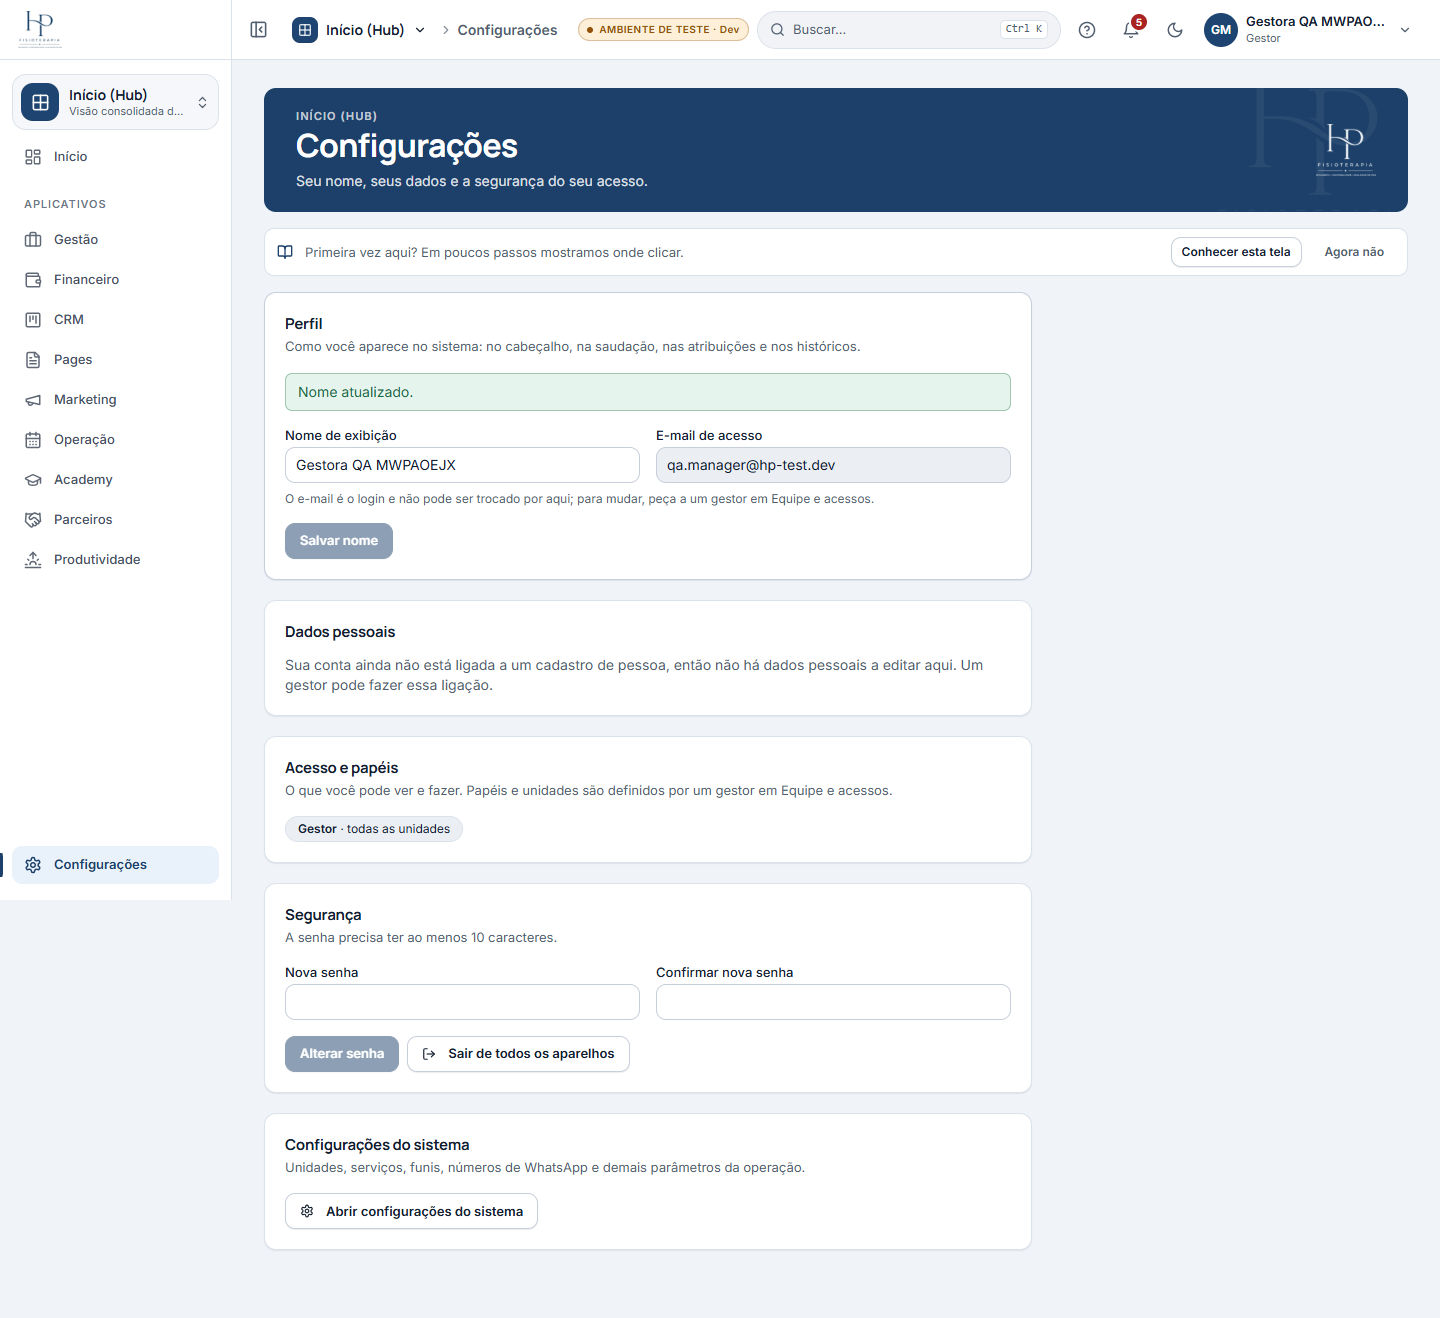 HP
FISIOTERAPIA
Início (Hub)
Configurações
AMBIENTE DE TESTE · Dev
Buscar...
Ctrl K
5
GM
Gestora QA MWPAO...
Gestor
Início (Hub)
Visão consolidada d...
Início
APLICATIVOS
Gestão
Financeiro
CRM
Pages
Marketing
Operação
Academy
Parceiros
Produtividade
Configurações
INÍCIO (HUB)
Configurações
Seu nome, seus dados e a segurança do seu acesso.
HP
FISIOTERAPIA
Primeira vez aqui? Em poucos passos mostramos onde clicar.
Conhecer esta tela
Agora não
Perfil
Como você aparece no sistema: no cabeçalho, na saudação, nas atribuições e nos históricos.
Nome atualizado.
Nome de exibição
E-mail de acesso
Gestora QA MWPAOEJX
qa.manager@hp-test.dev
O e-mail é o login e não pode ser trocado por aqui; para mudar, peça a um gestor em Equipe e acessos.
Salvar nome
Dados pessoais
Sua conta ainda não está ligada a um cadastro de pessoa, então não há dados pessoais a editar aqui. Um
gestor pode fazer essa ligação.
Acesso e papéis
O que você pode ver e fazer. Papéis e unidades são definidos por um gestor em Equipe e acessos.
Gestor · todas as unidades
Segurança
A senha precisa ter ao menos 10 caracteres.
Nova senha
Confirmar nova senha
Alterar senha
Sair de todos os aparelhos
Configurações do sistema
Unidades, serviços, funis, números de WhatsApp e demais parâmetros da operação.
Abrir configurações do sistema